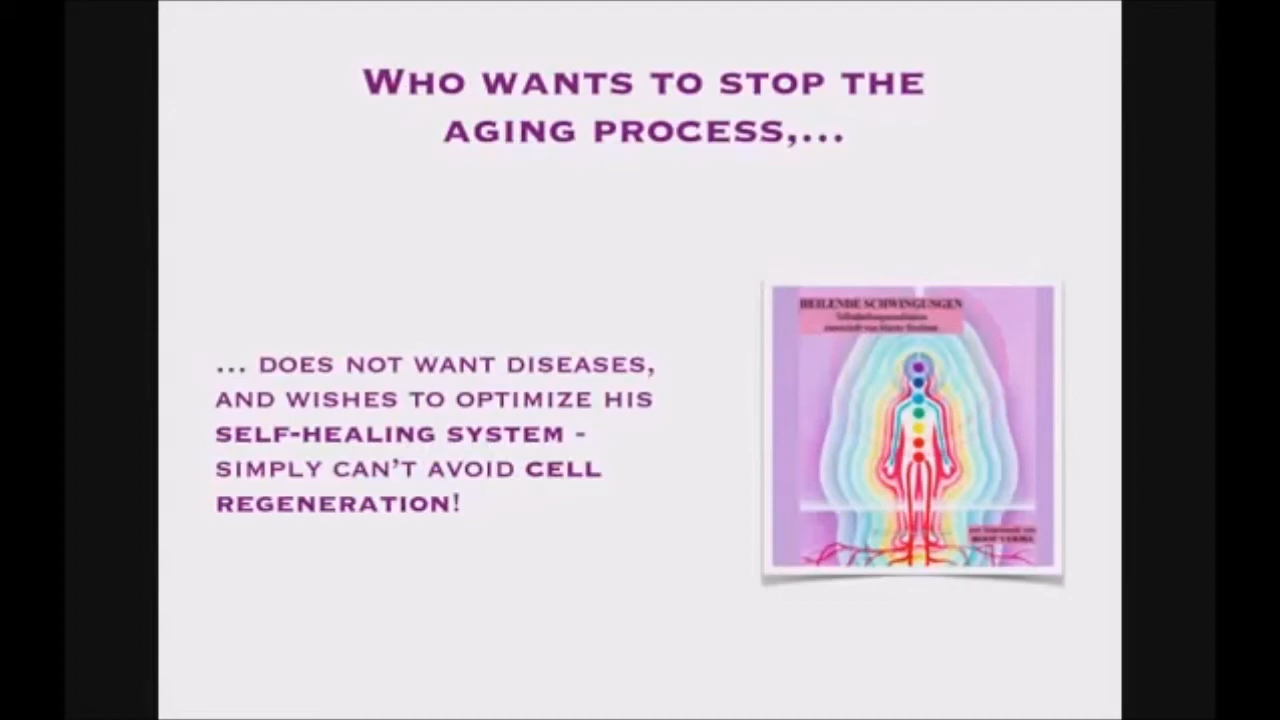 WHO WANTS TO STOP THE
AGING PROCESS,...
... DOES NOT WANT DISEASES,
AND WISHES TO OPTIMIZE HIS
SELF-HEALING SYSTEM -
SIMPLY CAN'T AVOID CELL
REGENERATION!
HEILENDE SCHWINGUNGEN